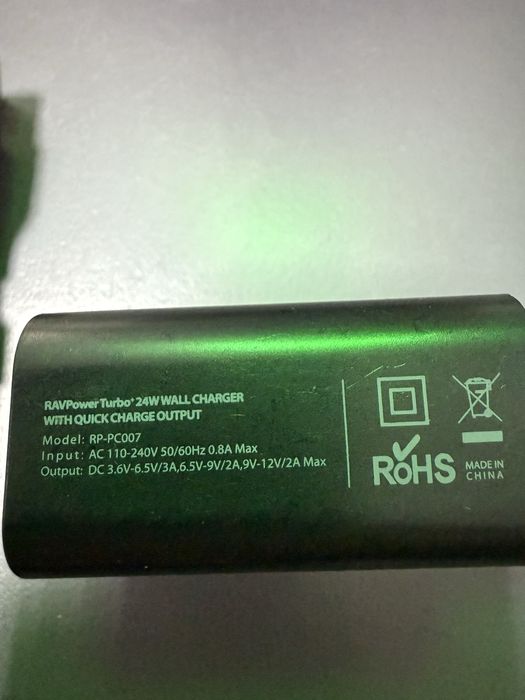 RAVPower Turbo⁺ 24W WALL CHARGER
WITH QUICK CHARGE OUTPUT
Model: RP-PC007
Input: AC 110-240V 50/60Hz 0.8A Max
Output: DC 3.6V-6.5V/3A,6.5V-9V/2A,9V-12V/2A Max
RoHS
MADE IN
CHINA